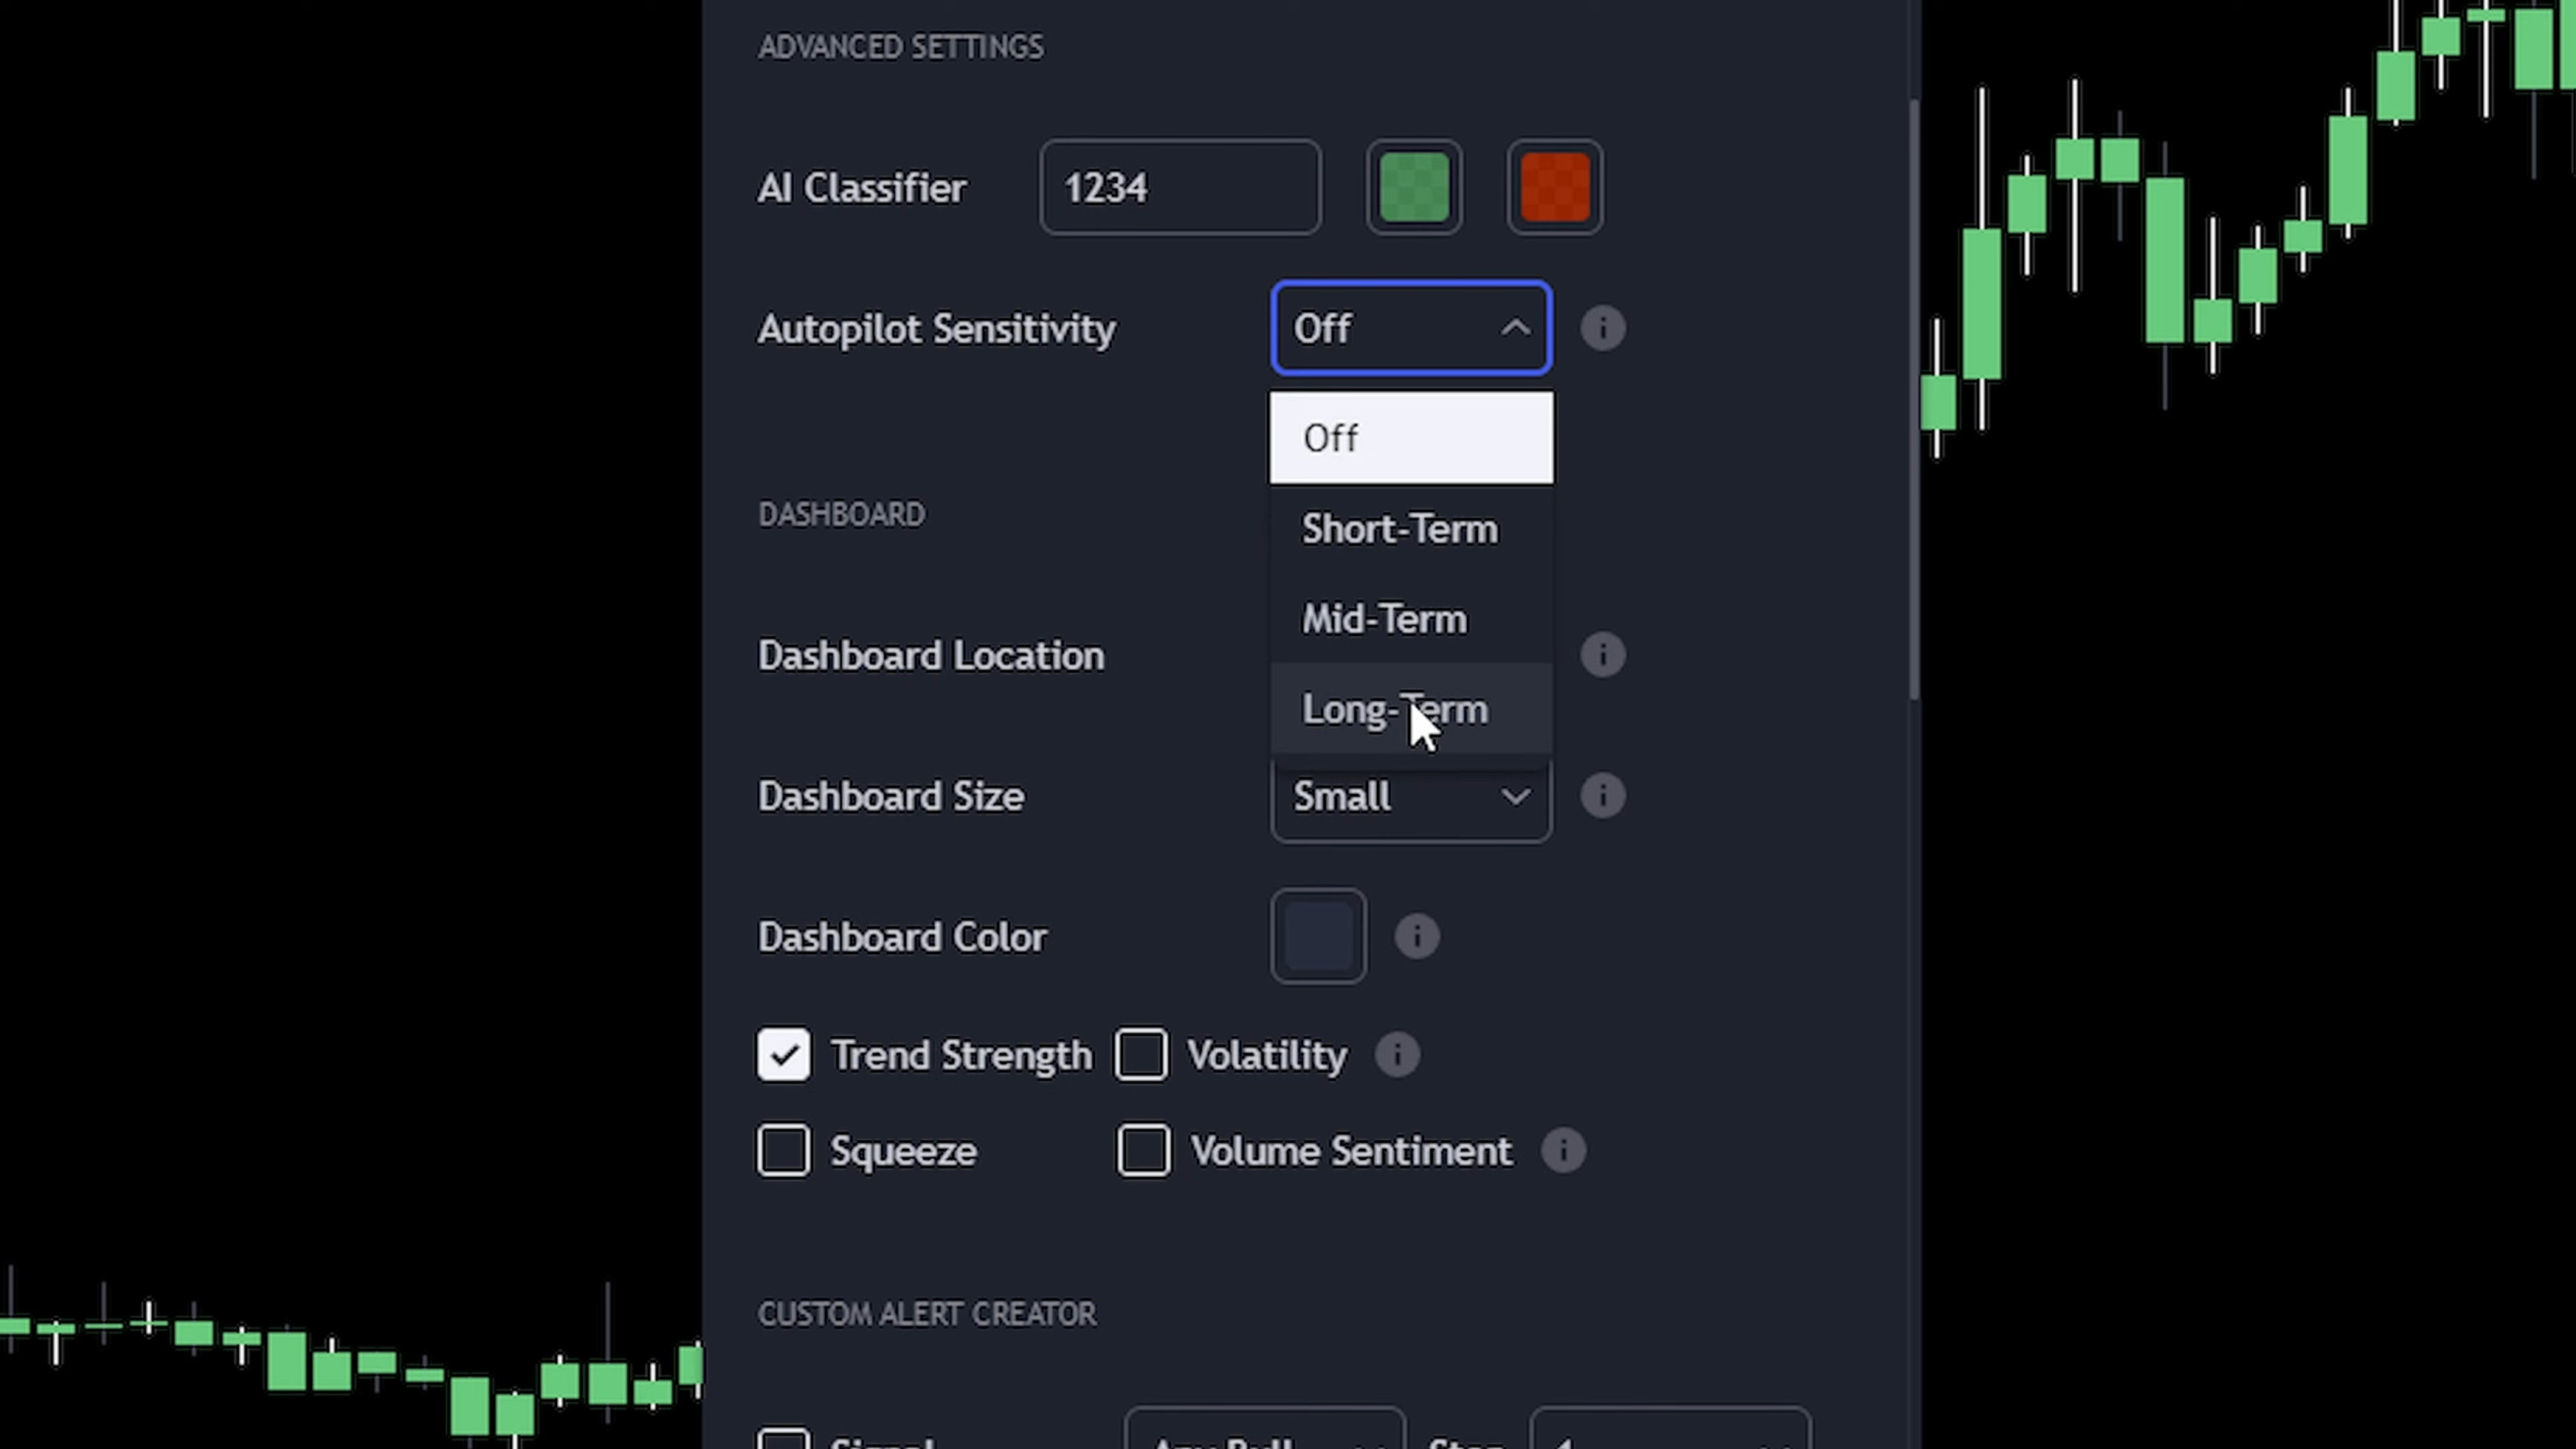 ADVANCED SETTINGS
AI Classifier 1234
Autopilot Sensitivity Off
Off
DASHBOARD
Short-Term
Mid-Term
Dashboard Location
Long-Term
Dashboard Size Small
Dashboard Color
Trend Strength Volatility
Squeeze Volume Sentiment
CUSTOM ALERT CREATOR